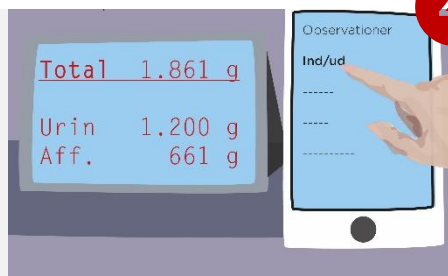 Total 1.861 g
Urin 1.200 g
Aff. 661 g
Observationer
Ind/ud